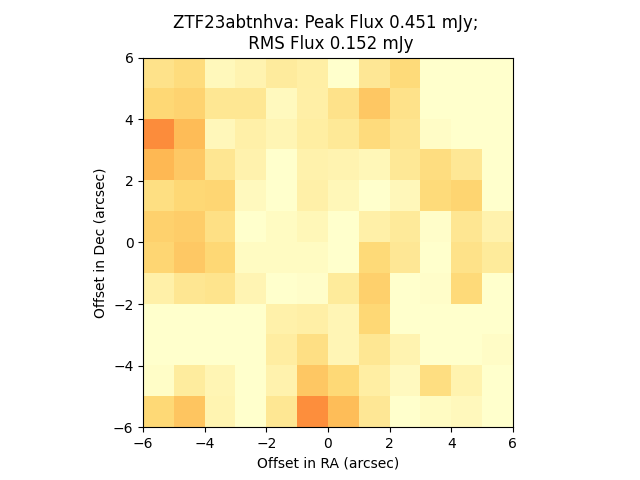 ZTF23abtnhva: Peak Flux 0.451 mJy;
RMS Flux 0.152 mJy
6
4
2
0
−2
−4
−6
Offset in Dec (arcsec)
−6 −4 −2 0 2 4 6
Offset in RA (arcsec)